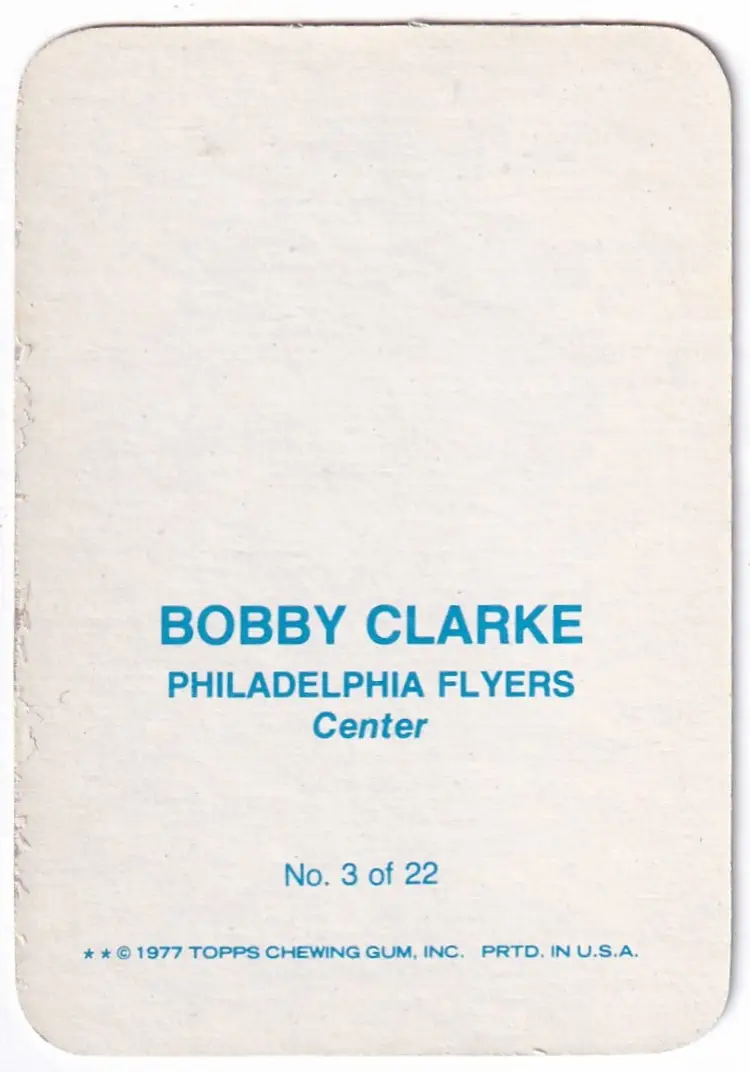 BOBBY CLARKE
PHILADELPHIA FLYERS
Center
No. 3 of 22
★ ★ © 1977 TOPPS CHEWING GUM, INC. PRTD. IN U.S.A.